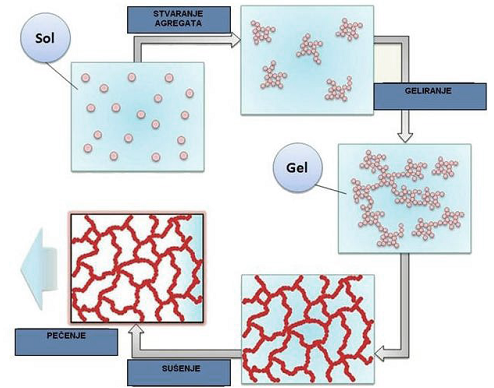 Sol
STVARANJE
AGREGATA
GELIRANJE
Gel
SUŠENJE
PEČENJE